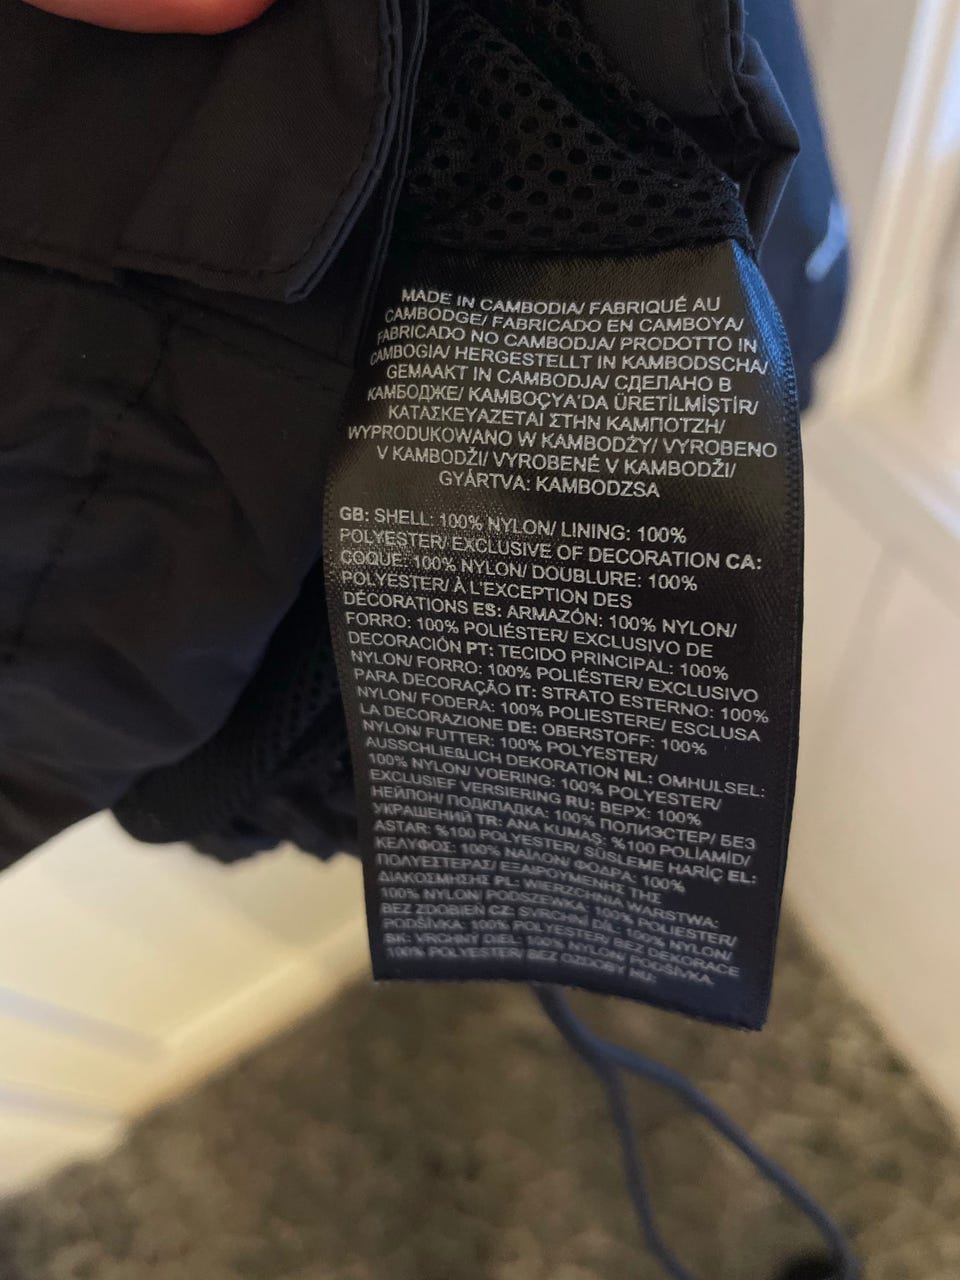 MADE IN CAMBODIA/ FABRIQUÉ AU
CAMBODGE/ FABRICADO EN CAMBOYA/
FABRICADO NO CAMBODJA/ PRODOTTO IN
CAMBOGIA/ HERGESTELLT IN KAMBODSCHA/
GEMAAKT IN CAMBODJA/ СДЕЛАНО В
КАМБОДЖЕ/ KAMBOÇYA'DA ÜRETİLMİŞTİR/
ΚΑΤΑΣΚΕΥΑΖΕΤΑΙ ΣΤΗΝ ΚΑΜΠΟΤΖΗ/
WYPRODUKOWANO W KAMBODŻY/ VYROBENO
V KAMBODŽI/ VYROBENÉ V KAMBODŽI/
GYÁRTVA: KAMBODZSA
GB: SHELL: 100% NYLON/ LINING: 100%
POLYESTER/ EXCLUSIVE OF DECORATION CA:
COQUE: 100% NYLON/ DOUBLURE: 100%
POLYESTER/ À L'EXCEPTION DES
DÉCORATIONS ES: ARMAZÓN: 100% NYLON/
FORRO: 100% POLIÉSTER/ EXCLUSIVO DE
DECORACIÓN PT: TECIDO PRINCIPAL: 100%
NYLON/ FORRO: 100% POLIÉSTER/ EXCLUSIVO
PARA DECORAÇÃO IT: STRATO ESTERNO: 100%
NYLON/ FODERA: 100% POLIESTERE/ ESCLUSA
LA DECORAZIONE DE: OBERSTOFF: 100%
NYLON/ FUTTER: 100% POLYESTER/
AUSSCHLIEßLICH DEKORATION NL: OMHULSEL:
100% NYLON/ VOERING: 100% POLYESTER/
EXCLUSIEF VERSIERING RU: ВЕРХ: 100%
НЕЙЛОН/ ПОДКЛАДКА: 100% ПОЛИЭСТЕР/ БЕЗ
УКРАШЕНИЙ TR: ANA KUMAŞ: %100 POLİAMİD/
ASTAR: %100 POLYESTER/ SÜSLEME HARİÇ EL:
ΚΕΛΥΦΟΣ: 100% ΝΑΪΛΟΝ/ ΦΟΔΡΑ: 100%
ΠΟΛΥΕΣΤΕΡΑΣ/ ΕΞΑΙΡΟΥΜΕΝΗΣ ΤΗΣ
ΔΙΑΚΟΣΜΗΣΗΣ PL: WIERZCHNIA WARSTWA:
100% NYLON/ PODSZEWKA: 100% POLIESTER/
BEZ ZDOBIEŃ CZ: SVRCHNÍ DÍL: 100% NYLON/
PODŠÍVKA: 100% POLYESTER/ BEZ DEKORACE
SK: VRCHNÝ DIEL: 100% NYLON/ PODŠÍVKA:
100% POLYESTER/ BEZ OZDOBY HU: